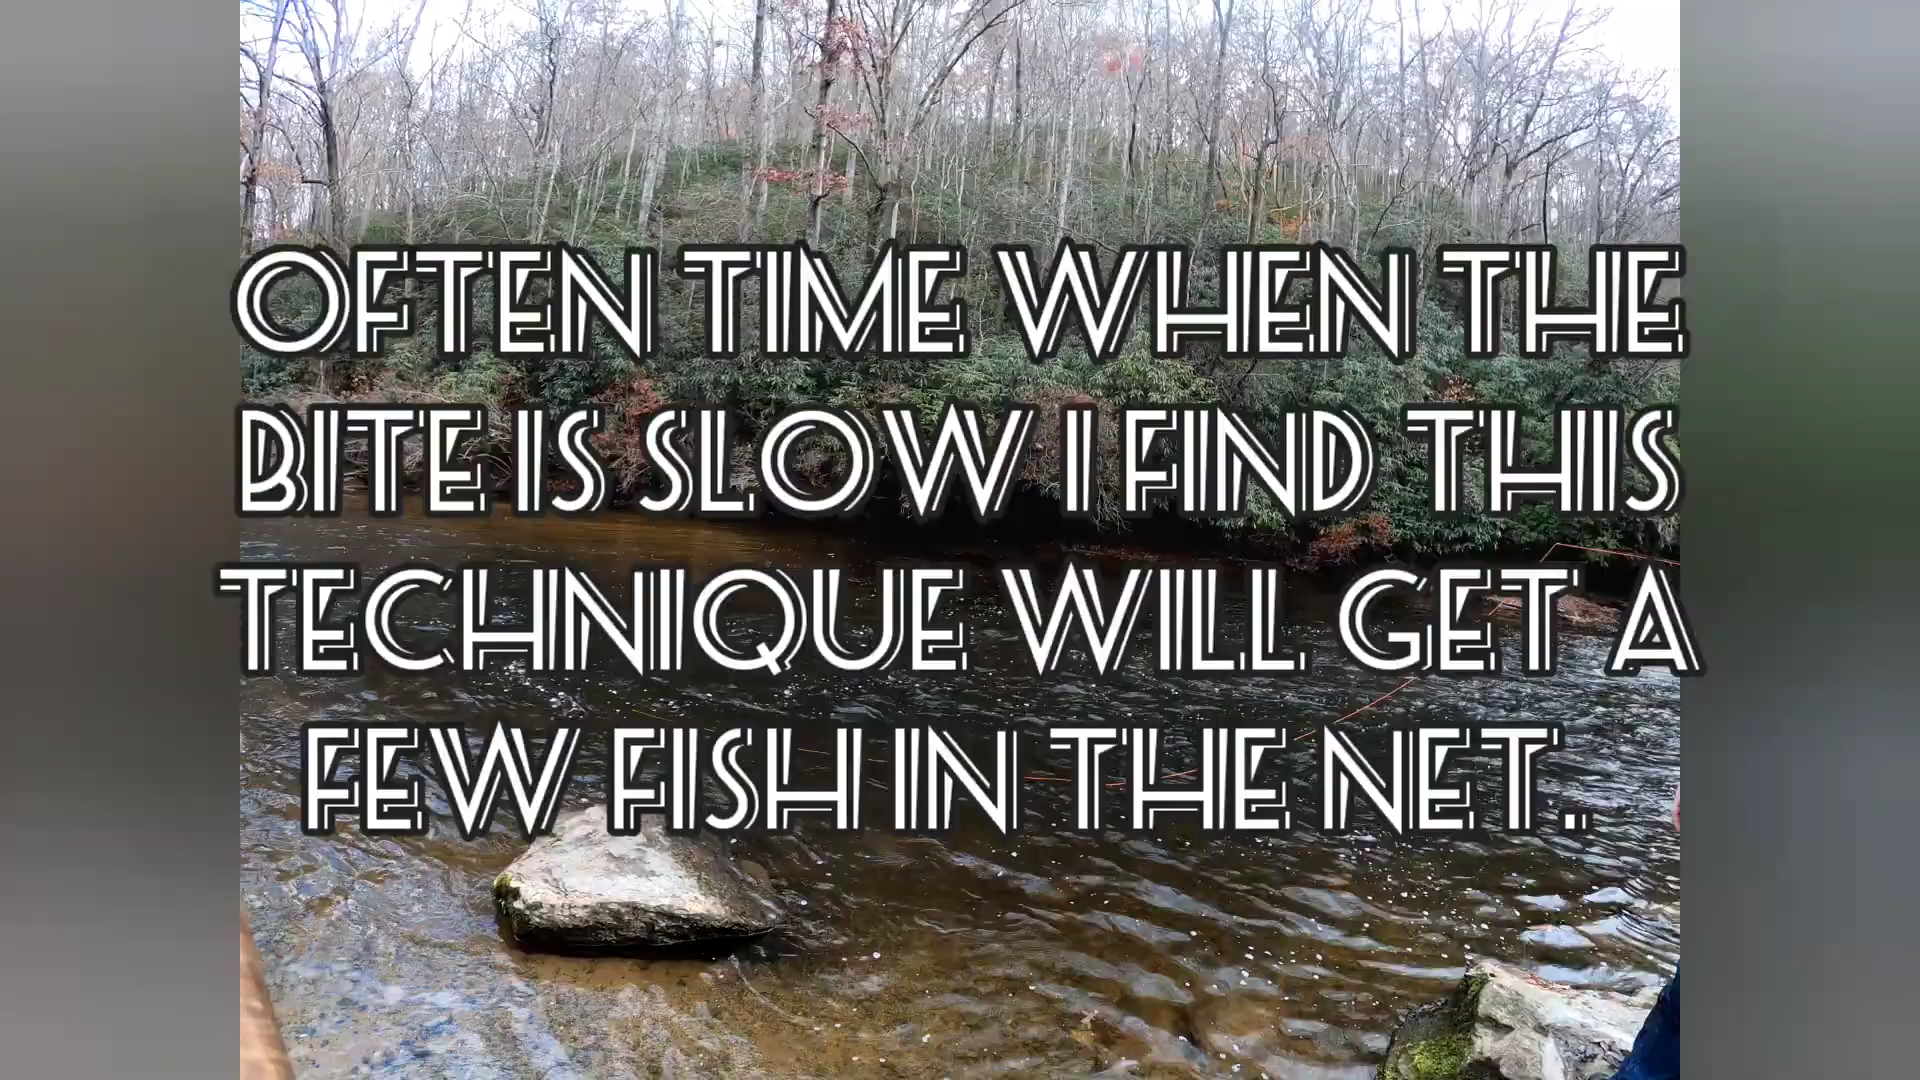 OFTEN TIME WHEN THE
BITE IS SLOW I FIND THIS
TECHNIQUE WILL GET A
FEW FISH IN THE NET..